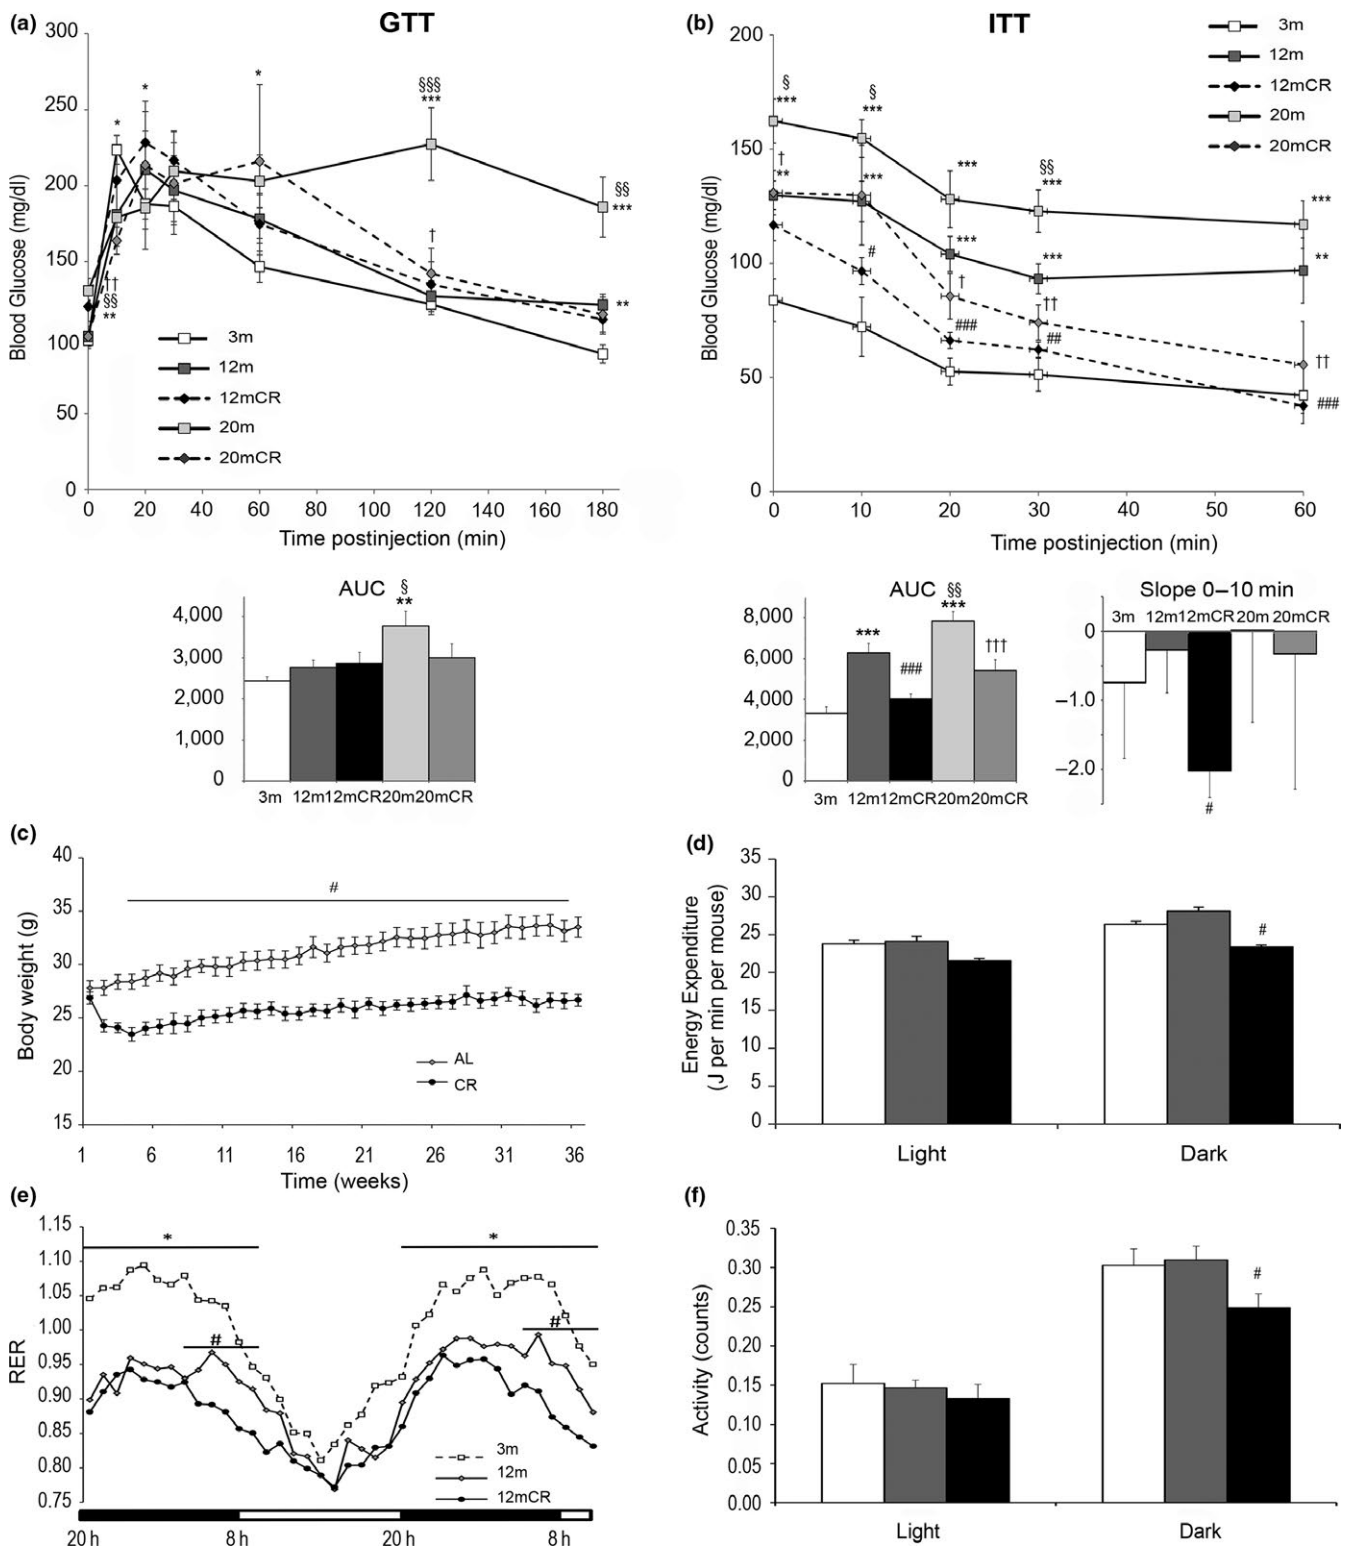 (a) GTT
300
250
200
150
100
50
0
Blood Glucose (mg/dl)
* * * §§§
***
§§
***
†
**
††
§§
**
3m
12m
12mCR
20m
20mCR
0 20 40 60 80 100 120 140 160 180
Time postinjection (min)
AUC
§
**
4,000
3,000
2,000
1,000
0
3m 12m12mCR20m20mCR
(b) ITT
200
150
100
50
0
Blood Glucose (mg/dl)
3m
12m
12mCR
20m
20mCR
§
***
§
***
***
§§
***
***
†
**
***
***
***
**
#
†
††
††
###
##
###
0 10 20 30 40 50 60
Time postinjection (min)
AUC
§§
***
***
###
†††
8,000
6,000
4,000
2,000
0
3m 12m12mCR20m20mCR
Slope 0–10 min
3m 12m12mCR 20m 20mCR
0
–1.0
–2.0
#
(c)
40
35
30
25
20
15
Body weight (g)
#
AL
CR
1 6 11 16 21 26 31 36
Time (weeks)
(d)
35
30
25
20
15
10
5
0
Energy Expenditure
(J per min per mouse)
#
Light Dark
(e)
1.15
1.10
1.05
1.00
0.95
0.90
0.85
0.80
0.75
RER
* *
# #
3m
12m
12mCR
20 h 8 h 20 h 8 h
(f)
0.35
0.30
0.25
0.20
0.15
0.10
0.05
0.00
Activity (counts)
#
Light Dark